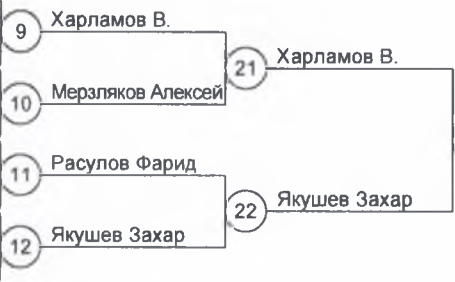 9 Харламов В.
21 Харламов В.
10 Мерзляков Алексей
11 Расулов Фарид
22 Якушев Захар
12 Якушев Захар